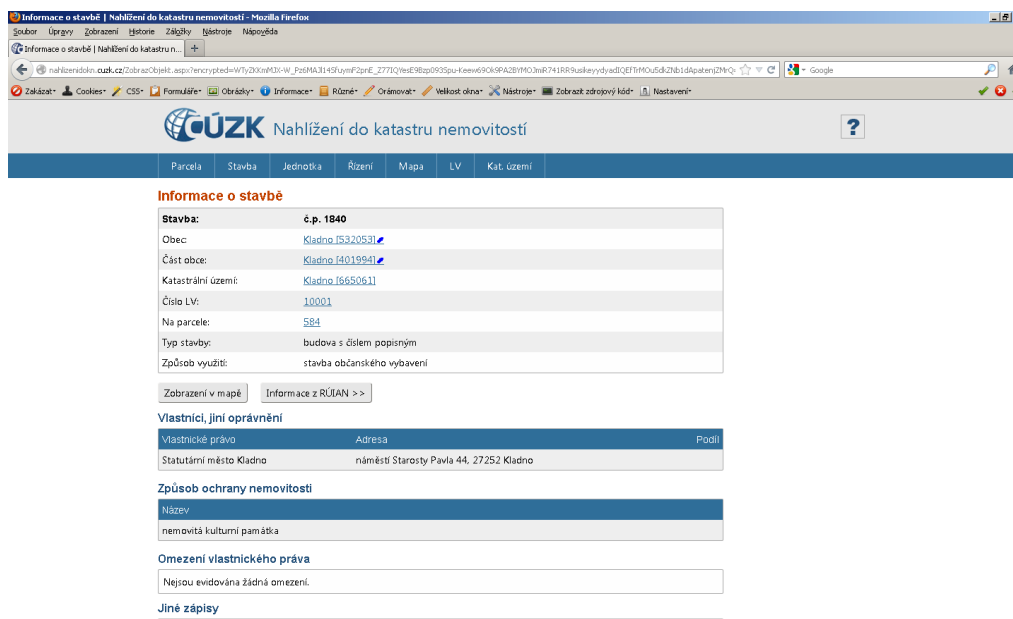 Informace o stavbě | Nahlížení do katastru nemovitostí - Mozilla Firefox
Soubor Úpravy Zobrazení Historie Záložky Nástroje Nápověda
Informace o stavbě | Nahlížení do katastru n... +
Google
Zakázat Cookies CSS Formuláře Obrázky Informace Různé Orámovat Velikost okna Nástroje Zobrazit zdrojový kód Nastavení
ČÚZK Nahlížení do katastru nemovitostí ?
Parcela Stavba Jednotka Řízení Mapa LV Kat. území
Informace o stavbě
Stavba: č.p. 1840
Obec: Kladno [532053]
Část obce: Kladno [401994]
Katastrální území: Kladno [665061]
Číslo LV: 10001
Na parcele: 584
Typ stavby: budova s číslem popisným
Způsob využití: stavba občanského vybavení
Zobrazení v mapě Informace z RÚIAN >>
Vlastníci, jiní oprávnění
Vlastnické právo Adresa Podíl
Statutární město Kladno náměstí Starosty Pavla 44, 27252 Kladno
Způsob ochrany nemovitosti
Název
nemovitá kulturní památka
Omezení vlastnického práva
Nejsou evidována žádná omezení.
Jiné zápisy